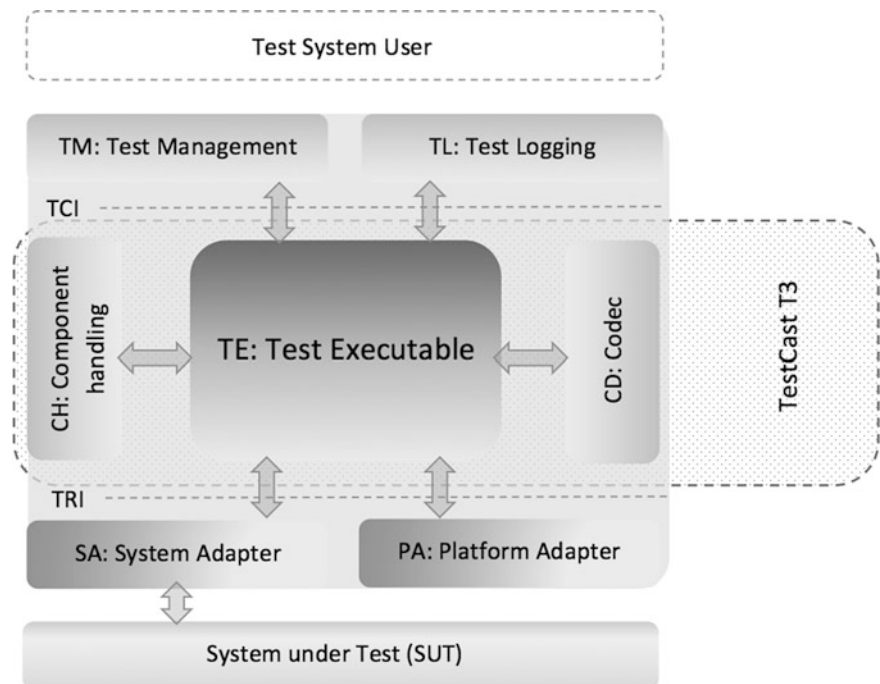 Test System User
TM: Test Management
TL: Test Logging
TCI
CH: Component
handling
TE: Test Executable
CD: Codec
TestCast T3
TRI
SA: System Adapter
PA: Platform Adapter
System under Test (SUT)